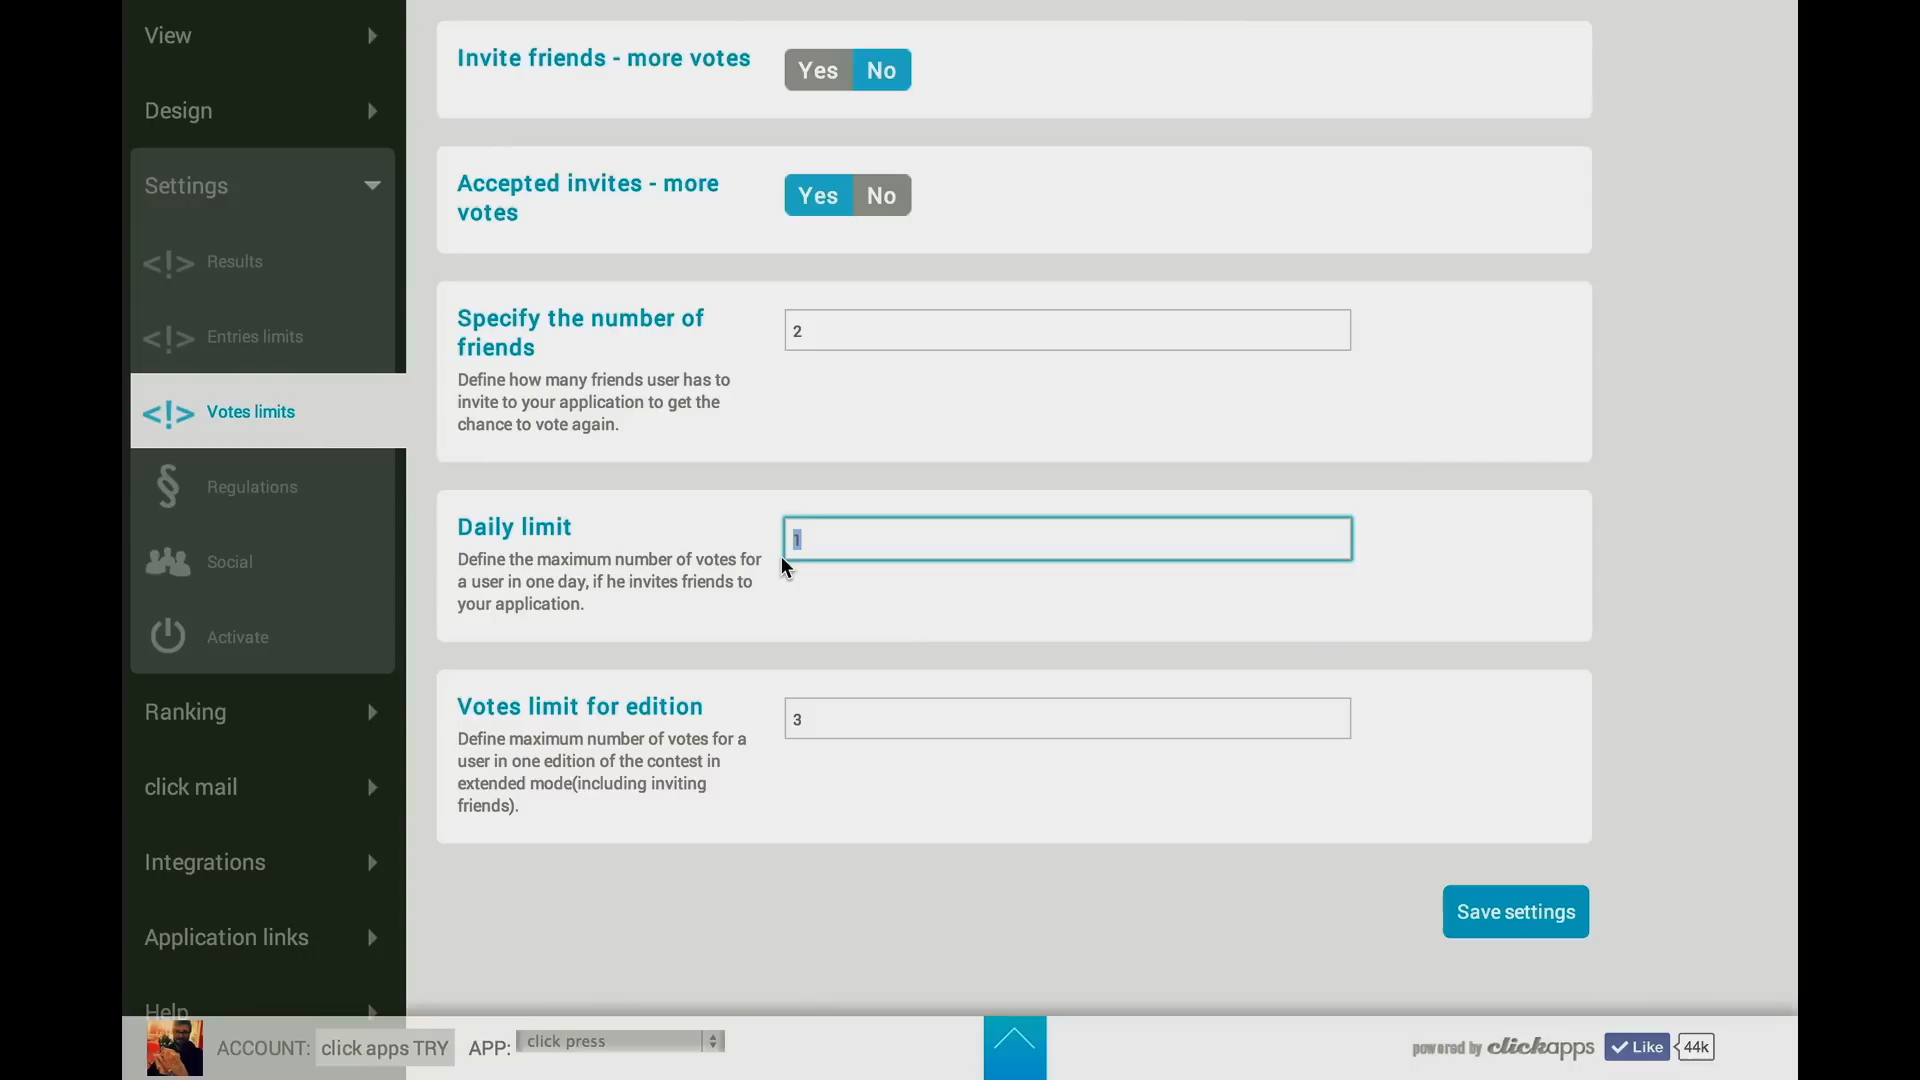 View
Design
Settings
Results
Entries limits
Votes limits
Regulations
Social
Activate
Ranking
click mail
Integrations
Application links
Help
Invite friends - more votes
Yes No
Accepted invites - more
votes
Yes No
Specify the number of
friends
2
Define how many friends user has to
invite to your application to get the
chance to vote again.
Daily limit
1
Define the maximum number of votes for
a user in one day, if he invites friends to
your application.
Votes limit for edition
3
Define maximum number of votes for a
user in one edition of the contest in
extended mode(including inviting
friends).
Save settings
ACCOUNT: click apps TRY APP: click press
powered by clickapps Like 44k